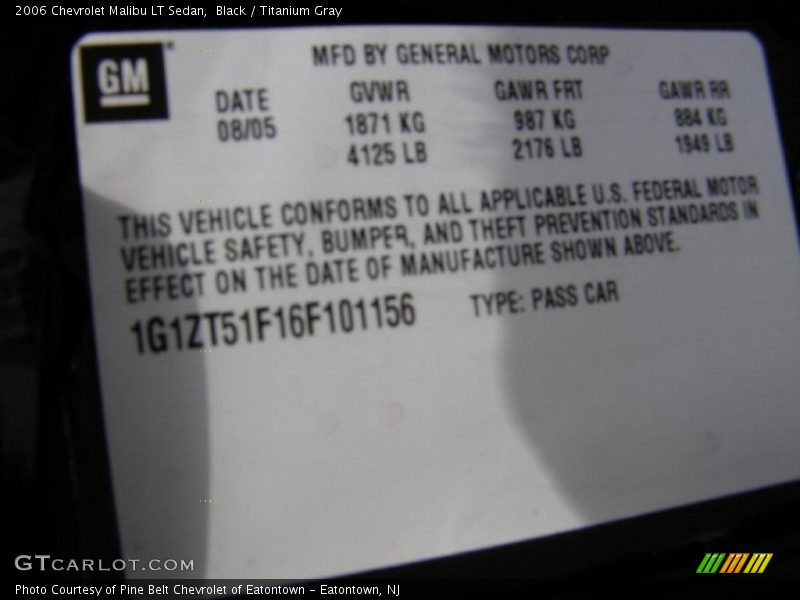 2006 Chevrolet Malibu LT Sedan, Black / Titanium Gray
GM
MFD BY GENERAL MOTORS CORP
DATE GVWR GAWR FRT GAWR RR
08/05 1871 KG 987 KG 884 KG
4125 LB 2176 LB 1949 LB
THIS VEHICLE CONFORMS TO ALL APPLICABLE U.S. FEDERAL MOTOR
VEHICLE SAFETY, BUMPER, AND THEFT PREVENTION STANDARDS IN
EFFECT ON THE DATE OF MANUFACTURE SHOWN ABOVE.
1G1ZT51F16F101156 TYPE: PASS CAR
GTCARLOT.COM
Photo Courtesy of Pine Belt Chevrolet of Eatontown - Eatontown, NJ